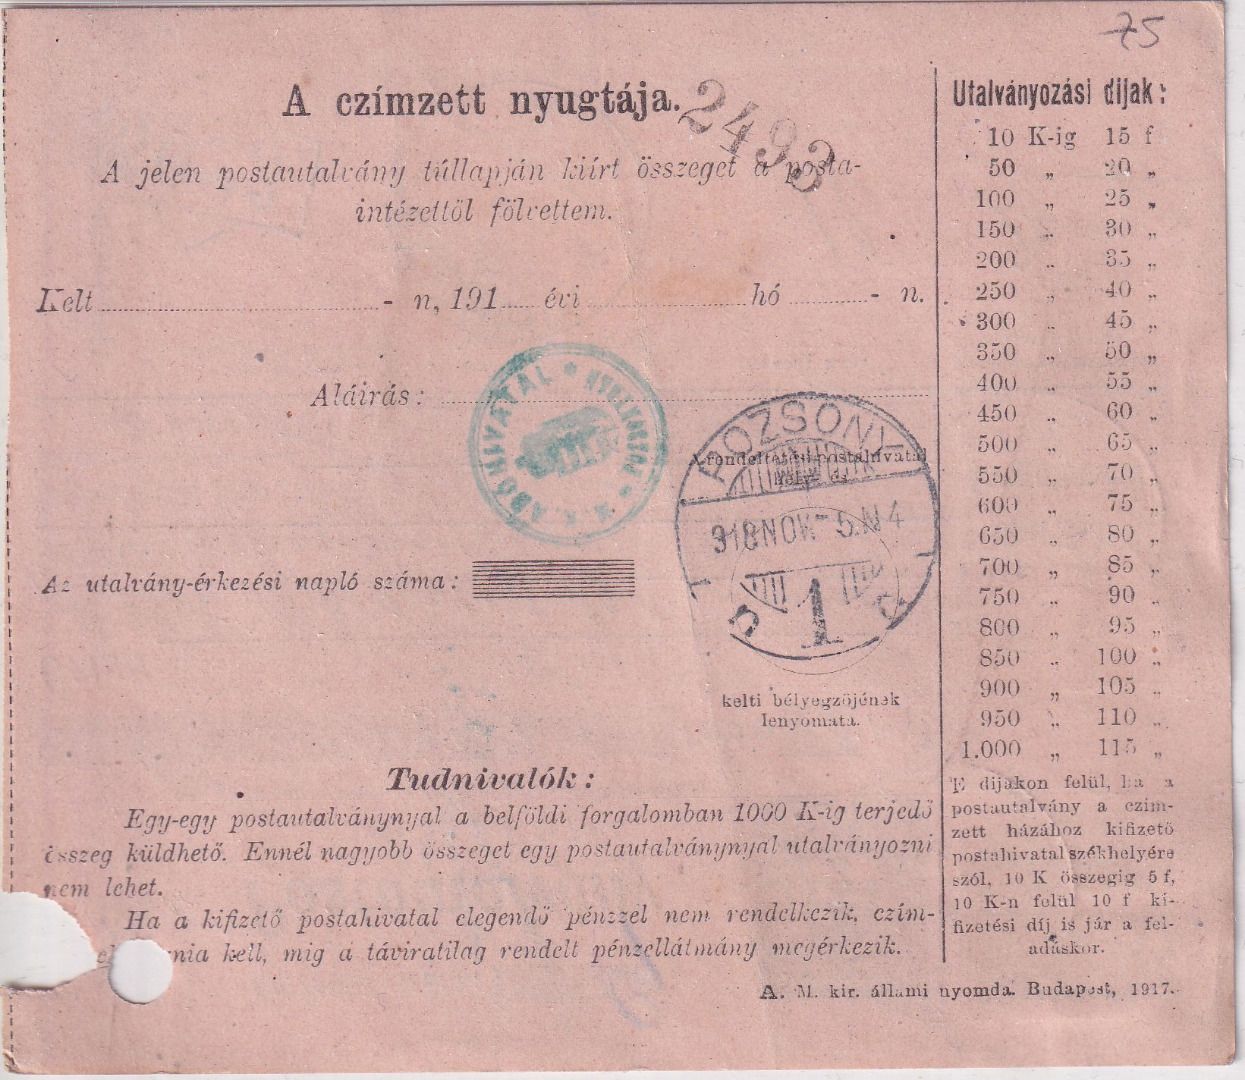 75
A czímzett nyugtája.
2493
A jelen postautalvány túllapján kiírt összeget a posta-
intézettől fölvettem.
Kelt - n, 191 évi hó - n.
Aláírás:
M. K. ADÓHIVATAL * *
POZSONY
A rendeltetési postahivatal
918 NOV - 5. N 4
1
Az utalvány-érkezési napló száma:
kelti bélyegzőjének
lenyomata.
Tudnivalók:
Egy-egy postautalványnyal a belföldi forgalomban 1000 K-ig terjedő
összeg küldhető. Ennél nagyobb összeget egy postautalványnyal utalványozni
nem lehet.
Ha a kifizető postahivatal elegendő pénzzel nem rendelkezik, czím-
kell, míg a táviratilag rendelt pénzellátmány megérkezik.
Utalványozási díjak:
10 K-ig 15 f
50 „ 20 „
100 „ 25 „
150 „ 30 „
200 „ 35 „
250 „ 40 „
300 „ 45 „
350 „ 50 „
400 „ 55 „
450 „ 60 „
500 „ 65 „
550 „ 70 „
600 „ 75 „
650 „ 80 „
700 „ 85 „
750 „ 90 „
800 „ 95 „
850 „ 100 „
900 „ 105 „
950 „ 110 „
1.000 „ 115 „
E díjakon felül, ha a
postautalvány a czím-
zett házához kifizető
postahivatal székhelyére
szól, 10 K összegig 5 f,
10 K-n felül 10 f ki-
fizetési díj is jár a fel-
adáskor.
A. M. kir. állami nyomda. Budapest, 1917.